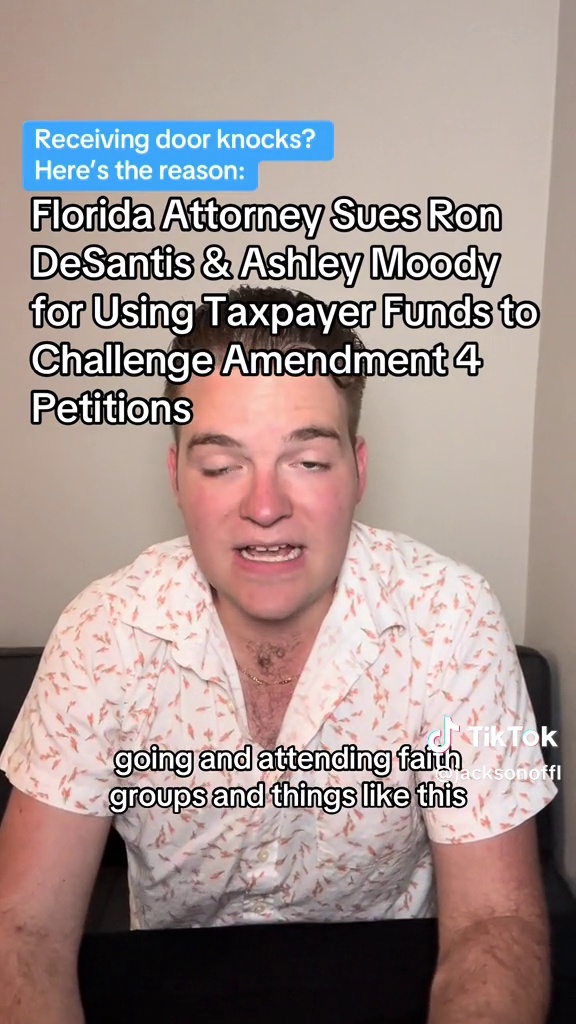 Receiving door knocks?
Here’s the reason:
Florida Attorney Sues Ron
DeSantis & Ashley Moody
for Using Taxpayer Funds to
Challenge Amendment 4
Petitions
TikTok
going and attending faith
@jacksonoffl
groups and things like this